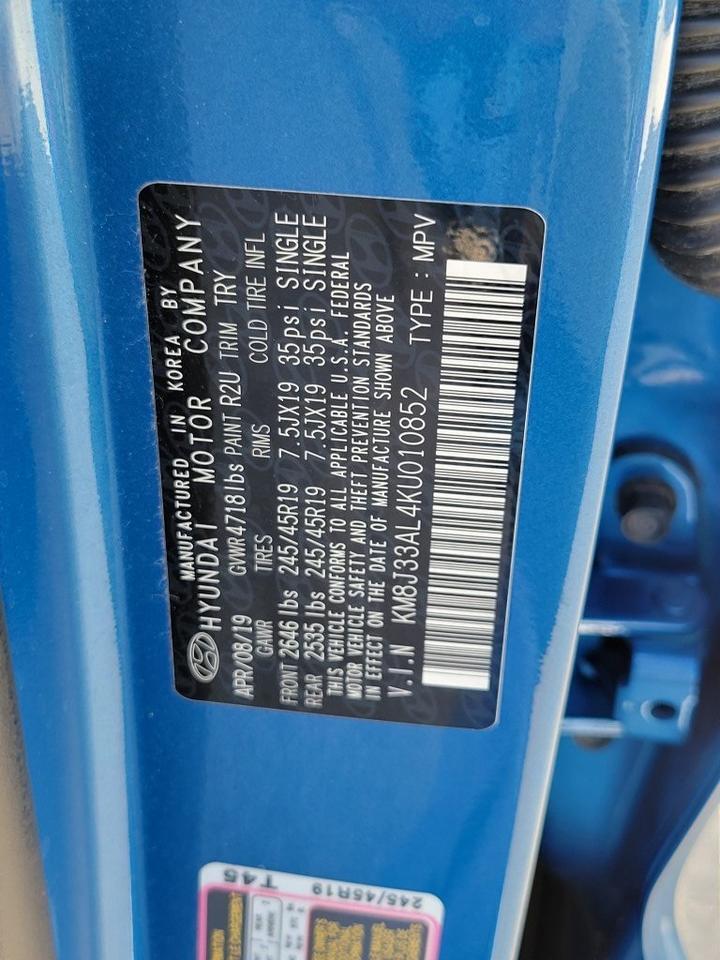 MANUFACTURED IN KOREA BY
HYUNDAI MOTOR COMPANY
APR/08/19 GVWR4718lbs PAINT R2U TRIM TRY
GAWR TIRES RMS COLD TIRE INFL
FRONT 2646 lbs 245/45R19 7.5JX19 35psi SINGLE
REAR 2535 lbs 245/45R19 7.5JX19 35psi SINGLE
THIS VEHICLE CONFORMS TO ALL APPLICABLE U.S.A. FEDERAL
MOTOR VEHICLE SAFETY AND THEFT PREVENTION STANDARDS
IN EFFECT ON THE DATE OF MANUFACTURE SHOWN ABOVE
V.I.N KM8J33AL4KU010852 TYPE : MPV
T45
245/45R19